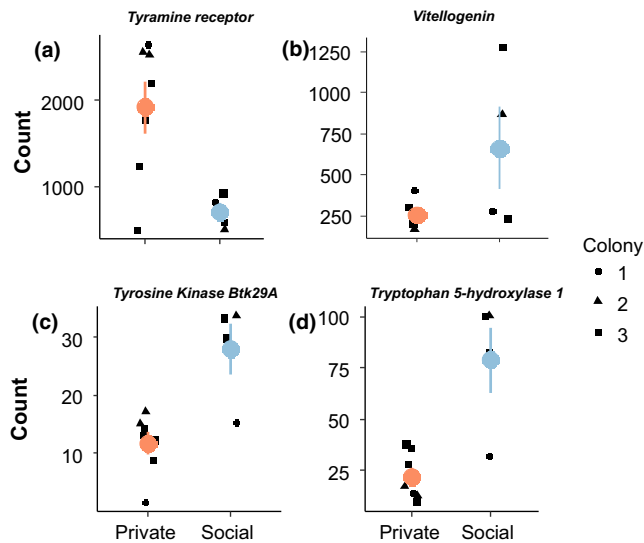 Tyramine receptor
Vitellogenin
(a)
(b)
Count
2000
1000
1250
1000
750
500
250
Tyrosine Kinase Btk29A
Tryptophan 5-hydroxylase 1
(c)
(d)
Count
30
20
10
100
75
50
25
Private
Social
Private
Social
Colony
1
2
3